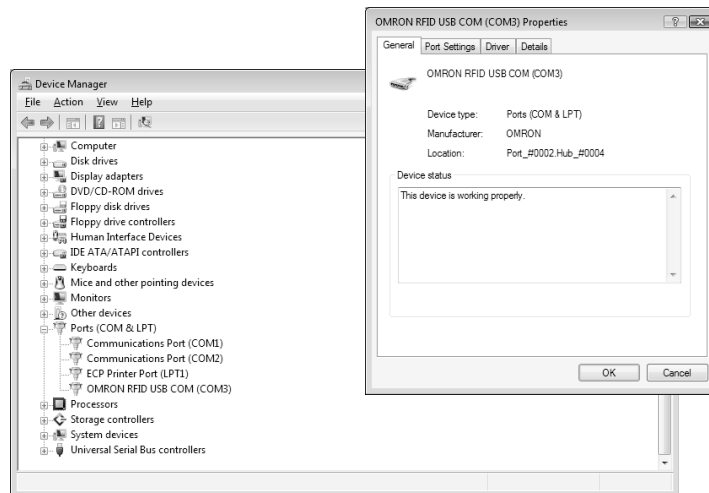 OMRON RFID USB COM (COM3) Properties
General Port Settings Driver Details
OMRON RFID USB COM (COM3)
Device type: Ports (COM & LPT)
Manufacturer: OMRON
Location: Port_#0002.Hub_#0004
Device status
This device is working properly.
OK Cancel
Device Manager
File Action View Help
Computer
Disk drives
Display adapters
DVD/CD-ROM drives
Floppy disk drives
Floppy drive controllers
Human Interface Devices
IDE ATA/ATAPI controllers
Keyboards
Mice and other pointing devices
Monitors
Other devices
Ports (COM & LPT)
Communications Port (COM1)
Communications Port (COM2)
ECP Printer Port (LPT1)
OMRON RFID USB COM (COM3)
Processors
Storage controllers
System devices
Universal Serial Bus controllers